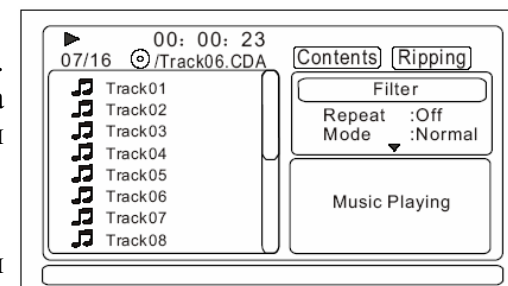 00: 00: 23
07/16 /Track06.CDA
Contents Ripping
Track01
Track02
Track03
Track04
Track05
Track06
Track07
Track08
Filter
Repeat :Off
Mode :Normal
Music Playing